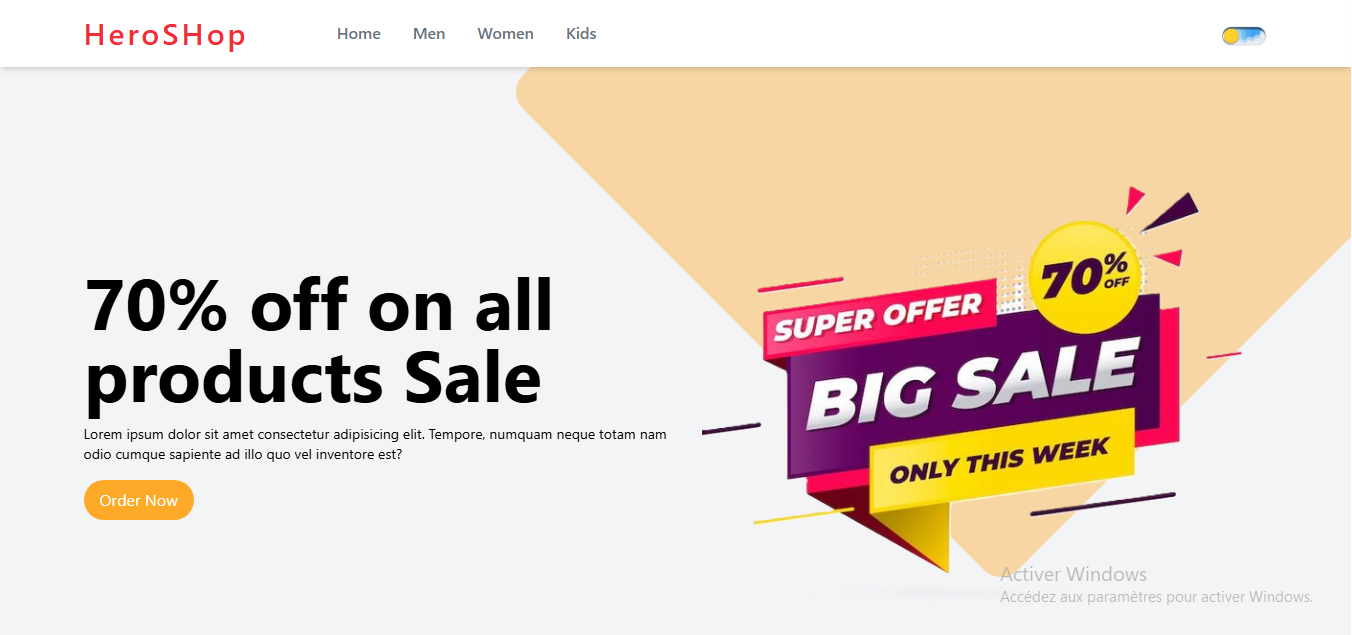 HeroSHop
Home
Men
Women
Kids
70% off on all
products Sale
Lorem ipsum dolor sit amet consectetur adipisicing elit. Tempore, numquam neque totam nam
odio cumque sapiente ad illo quo vel inventore est?
Order Now
70% OFF
SUPER OFFER
BIG SALE
ONLY THIS WEEK
Activer Windows
Accédez aux paramètres pour activer Windows.